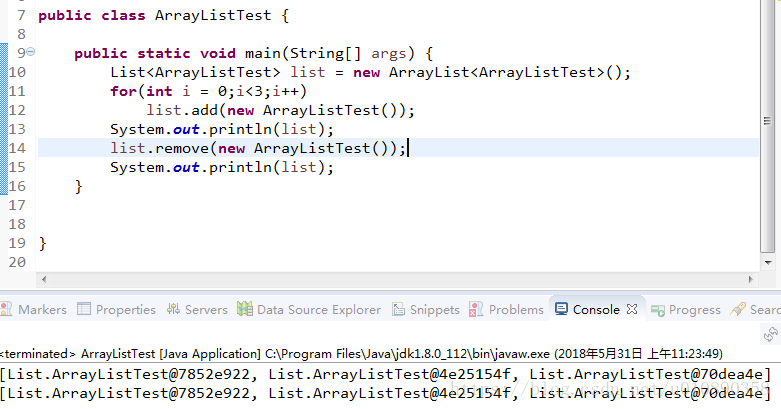 7 public class ArrayListTest {
8
9 public static void main(String[] args) {
10 List<ArrayListTest> list = new ArrayList<ArrayListTest>();
11 for(int i = 0;i<3;i++)
12 list.add(new ArrayListTest());
13 System.out.println(list);
14 list.remove(new ArrayListTest());
15 System.out.println(list);
16 }
17
18
19 }
20
Markers Properties Servers Data Source Explorer Snippets Problems Console Progress Sear
<terminated> ArrayListTest [Java Application] C:\Program Files\Java\jdk1.8.0_112\bin\javaw.exe (2018年5月31日 上午11:23:49)
[List.ArrayListTest@7852e922, List.ArrayListTest@4e25154f, List.ArrayListTest@70dea4e]
[List.ArrayListTest@7852e922, List.ArrayListTest@4e25154f, List.ArrayListTest@70dea4e]